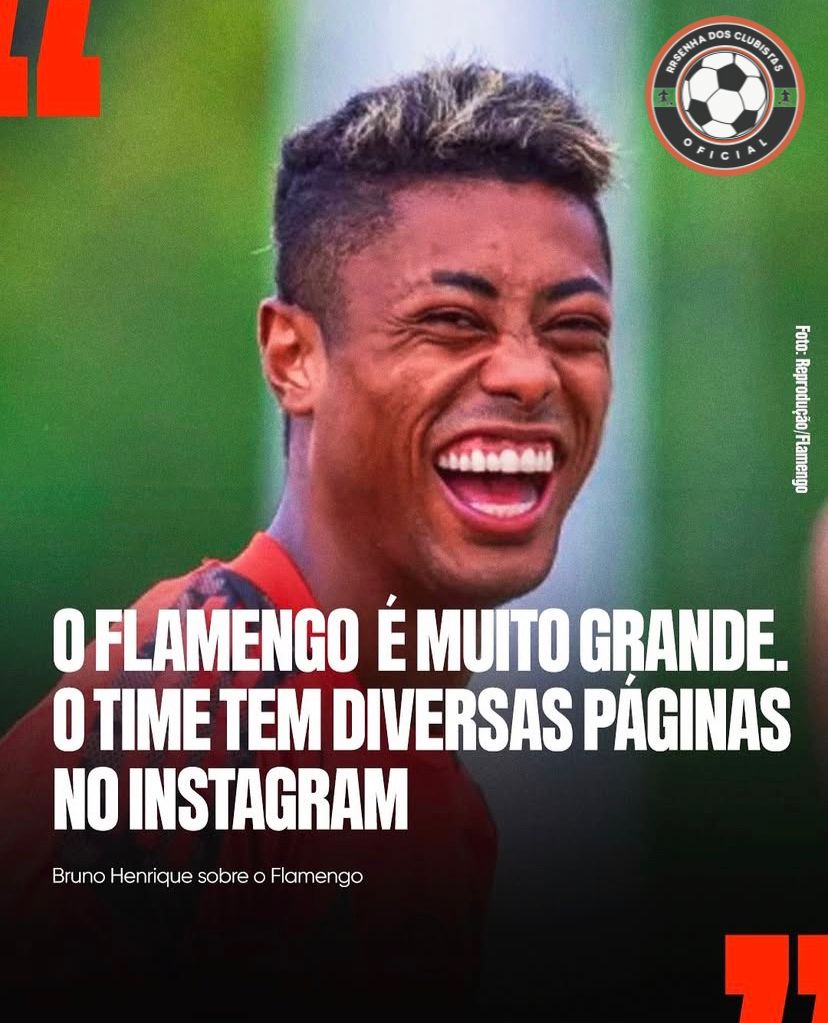 RRSENHA DOS CLUBISTAS
OFICIAL
Foto: Reprodução/Flamengo
O FLAMENGO É MUITO GRANDE.
O TIME TEM DIVERSAS PÁGINAS
NO INSTAGRAM
Bruno Henrique sobre o Flamengo